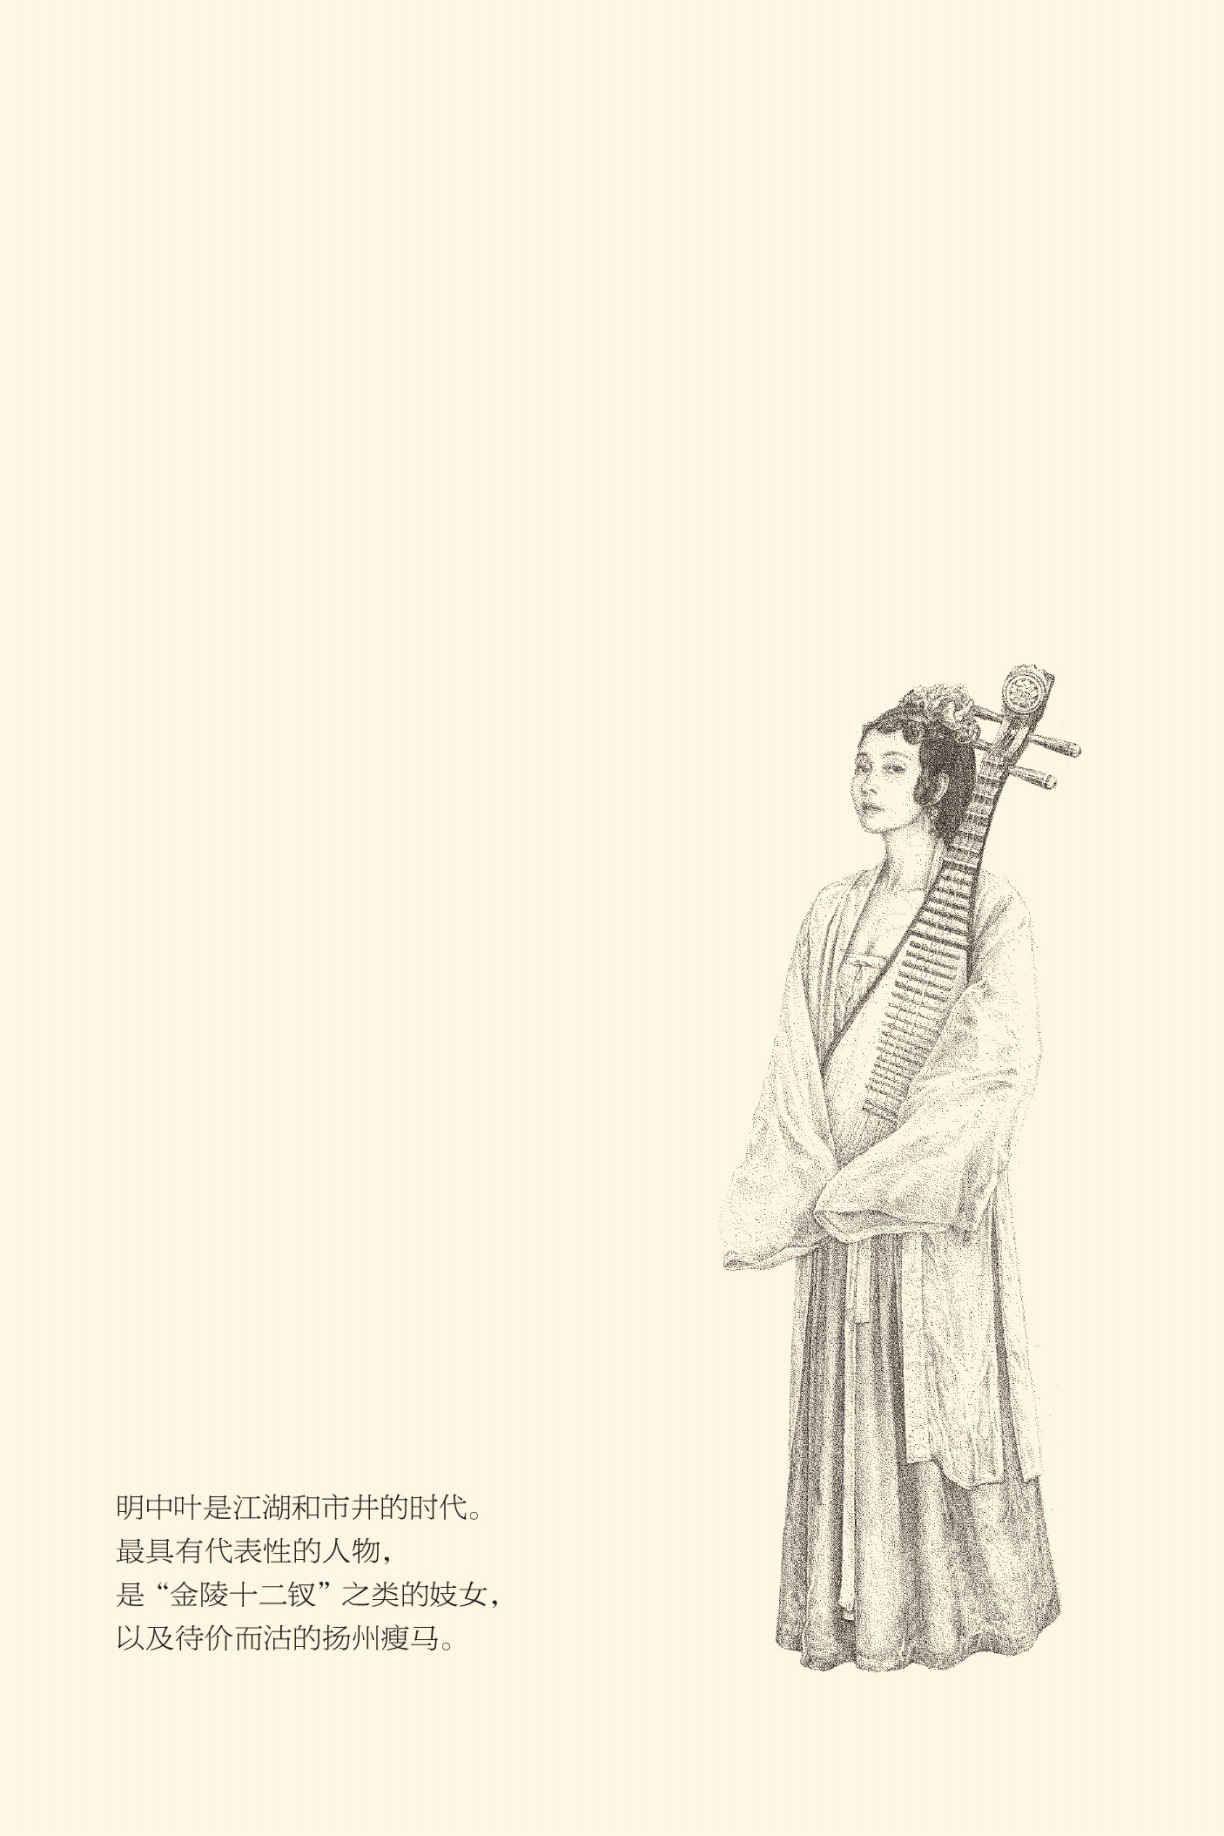 明中叶是江湖和市井的时代。
最具有代表性的人物，
是“金陵十二钗”之类的妓女，
以及待价而沽的扬州瘦马。